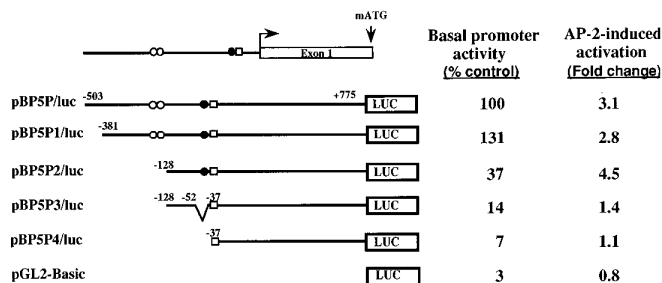 mATG
Exon 1
Basal promoter activity (% control)
AP-2-induced activation (Fold change)
pBP5P/luc -503 +775 LUC 100 3.1
pBP5P1/luc -381 LUC 131 2.8
pBP5P2/luc -128 LUC 37 4.5
pBP5P3/luc -128 -52 -37 LUC 14 1.4
pBP5P4/luc -37 LUC 7 1.1
pGL2-Basic LUC 3 0.8